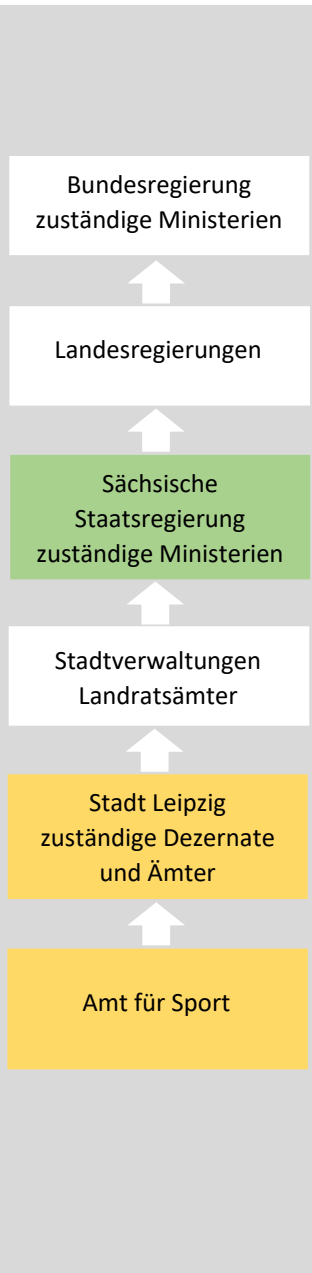 Bundesregierung
zuständige Ministerien
Landesregierungen
Sächsische
Staatsregierung
zuständige Ministerien
Stadtverwaltungen
Landratsämter
Stadt Leipzig
zuständige Dezernate
und Ämter
Amt für Sport